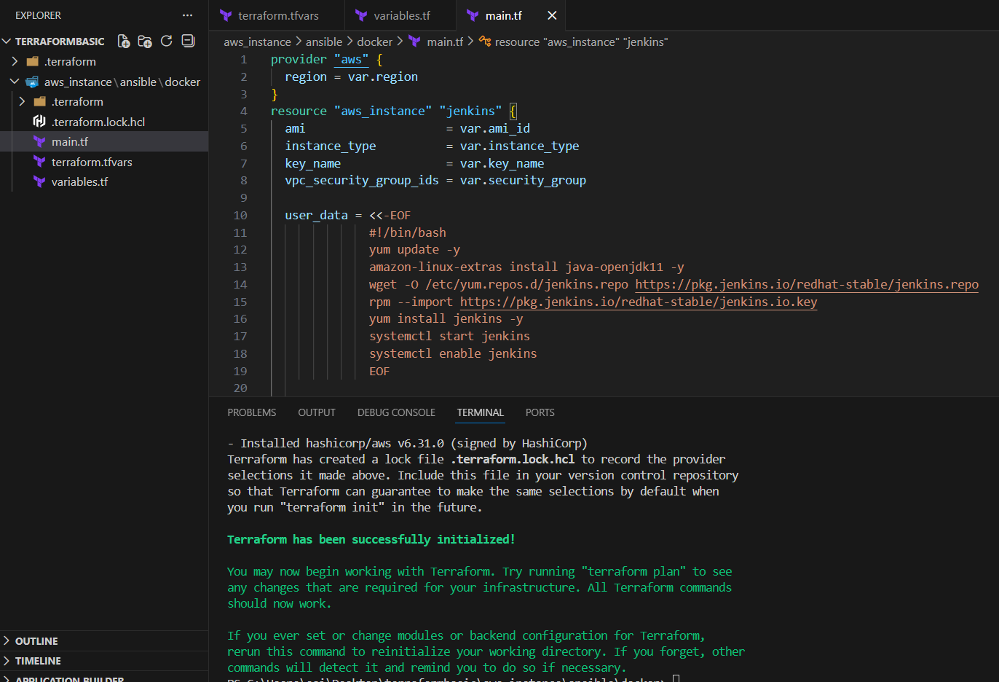 EXPLORER
···
TERRAFORMBASIC
.terraform
aws_instance\ansible\docker
.terraform
.terraform.lock.hcl
main.tf
terraform.tfvars
variables.tf
OUTLINE
TIMELINE
APPLICATION BUILDER
terraform.tfvars
variables.tf
main.tf
aws_instance > ansible > docker > main.tf > resource "aws_instance" "jenkins"
1 provider "aws" {
2   region = var.region
3 }
4 resource "aws_instance" "jenkins" {
5   ami                    = var.ami_id
6   instance_type          = var.instance_type
7   key_name               = var.key_name
8   vpc_security_group_ids = var.security_group
9
10   user_data = <<-EOF
11               #!/bin/bash
12               yum update -y
13               amazon-linux-extras install java-openjdk11 -y
14               wget -O /etc/yum.repos.d/jenkins.repo https://pkg.jenkins.io/redhat-stable/jenkins.repo
15               rpm --import https://pkg.jenkins.io/redhat-stable/jenkins.io.key
16               yum install jenkins -y
17               systemctl start jenkins
18               systemctl enable jenkins
19               EOF
20
PROBLEMS OUTPUT DEBUG CONSOLE TERMINAL PORTS
- Installed hashicorp/aws v6.31.0 (signed by HashiCorp)
Terraform has created a lock file .terraform.lock.hcl to record the provider
selections it made above. Include this file in your version control repository
so that Terraform can guarantee to make the same selections by default when
you run "terraform init" in the future.
Terraform has been successfully initialized!
You may now begin working with Terraform. Try running "terraform plan" to see
any changes that are required for your infrastructure. All Terraform commands
should now work.
If you ever set or change modules or backend configuration for Terraform,
rerun this command to reinitialize your working directory. If you forget, other
commands will detect it and remind you to do so if necessary.